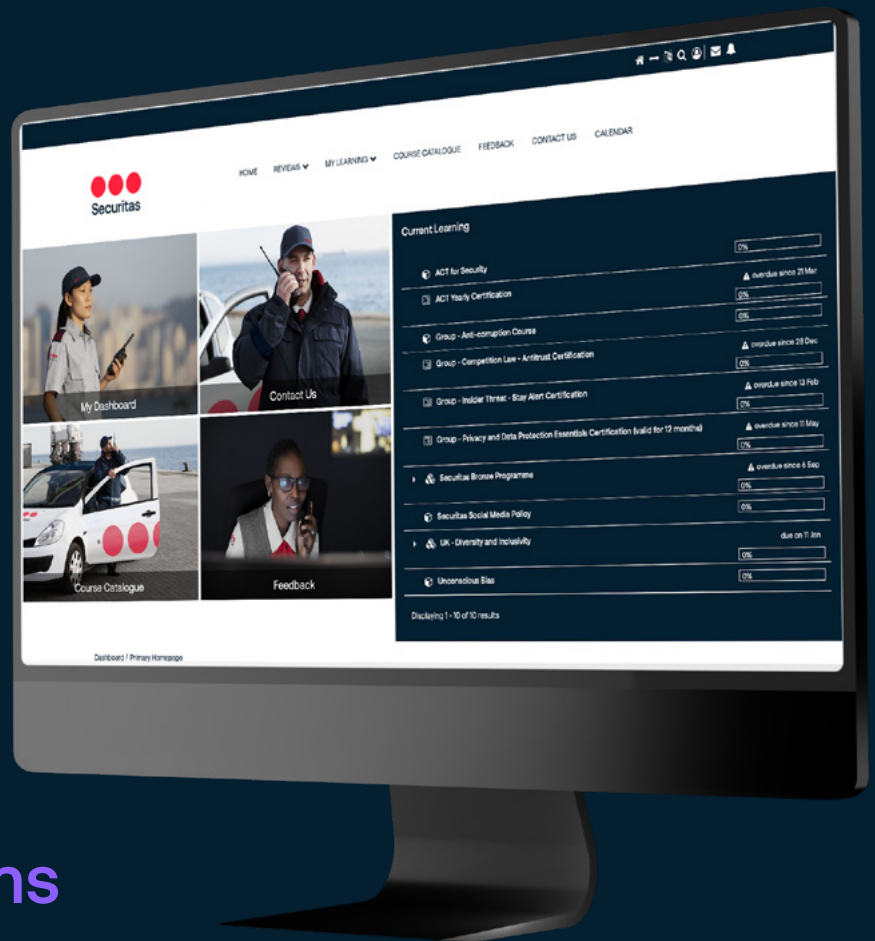 HOME REVIEWS MY LEARNING COURSE CATALOGUE FEEDBACK CONTACT US CALENDAR
Securitas
My Dashboard
Contact Us
Course Catalogue
Feedback
Current Learning
ACT for Security
0%
ACT Yearly Certification
overdue since 21 Mar
0%
Group - Anti-corruption Course
0%
Group - Competition Law - Antitrust Certification
overdue since 28 Dec
0%
Group - Insider Threat - Stay Alert Certification
overdue since 13 Feb
0%
Group - Privacy and Data Protection Essentials Certification (valid for 12 months)
overdue since 11 May
0%
Securitas Bronze Programme
overdue since 6 Sep
0%
Securitas Social Media Policy
0%
UK - Diversity and Inclusivity
due on 11 Jan
0%
Unconscious Bias
0%
Displaying 1 - 10 of 10 results
Dashboard / Primary Homepage
ns